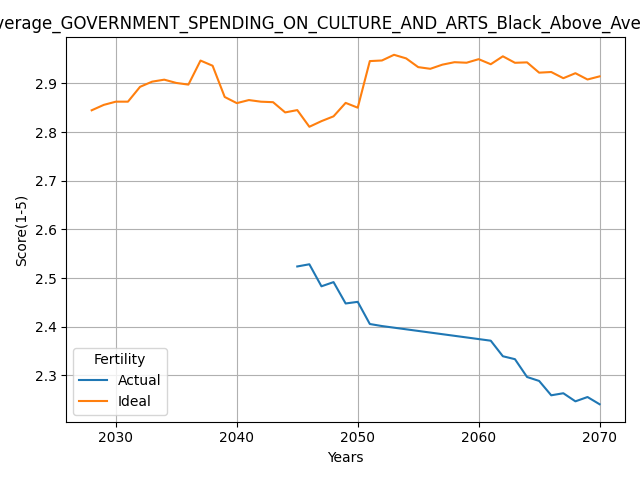 verage_GOVERNMENT_SPENDING_ON_CULTURE_AND_ARTS_Black_Above_Ave
Score(1-5)
2.9
2.8
2.7
2.6
2.5
2.4
2.3
Fertility
Actual
Ideal
2030 2040 2050 2060 2070
Years